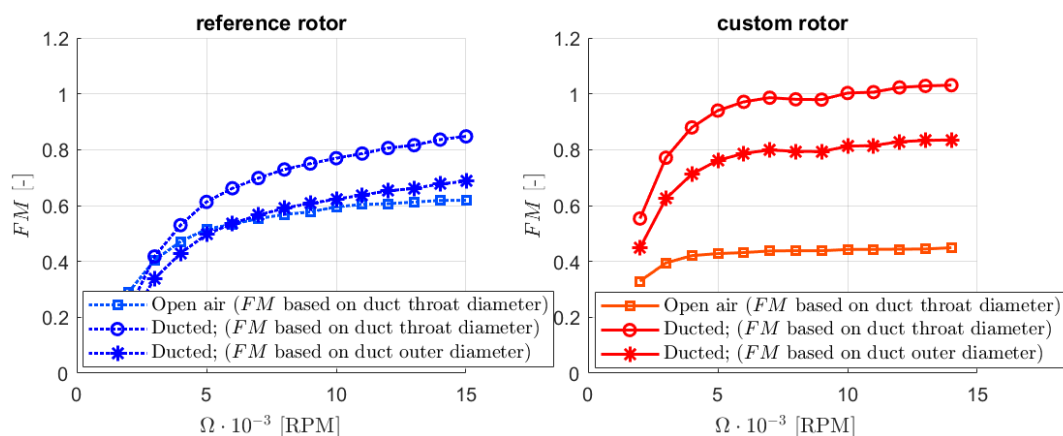 reference rotor
1.2
1
0.8
0.6
0.4
0.2
0
FM [-]
Open air (FM based on duct throat diameter)
Ducted; (FM based on duct throat diameter)
Ducted; (FM based on duct outer diameter)
0 5 10 15
Ω · 10⁻³ [RPM]
custom rotor
1.2
1
0.8
0.6
0.4
0.2
0
FM [-]
Open air (FM based on duct throat diameter)
Ducted; (FM based on duct throat diameter)
Ducted; (FM based on duct outer diameter)
0 5 10 15
Ω · 10⁻³ [RPM]